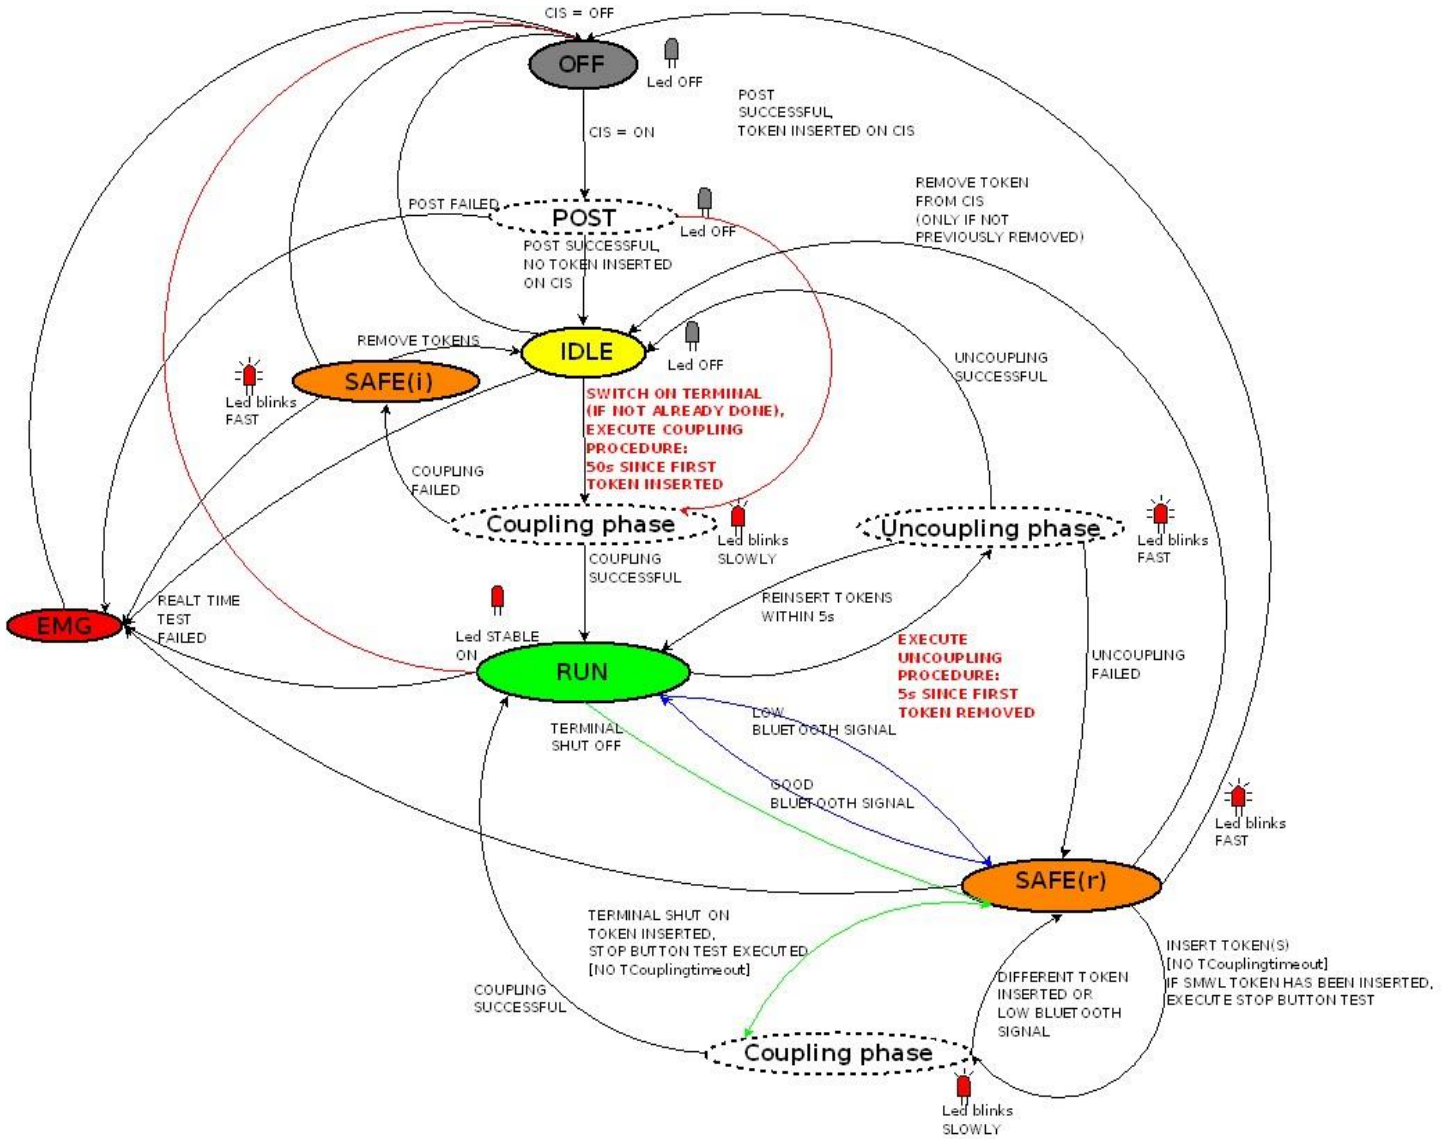 CIS = OFF
OFF
Led OFF
POST
SUCCESSFUL,
TOKEN INSERTED ON CIS
CIS = ON
REMOVE TOKEN
FROM CIS
(ONLY IF NOT
PREVIOUSLY REMOVED)
POST FAILED
POST
Led OFF
POST SUCCESSFUL,
NO TOKEN INSERTED
ON CIS
REMOVE TOKENS
IDLE
Led OFF
UNCOUPLING
SUCCESSFUL
SAFE(i)
Led blinks
FAST
SWITCH ON TERMINAL
(IF NOT ALREADY DONE),
EXECUTE COUPLING
PROCEDURE:
50s SINCE FIRST
TOKEN INSERTED
COUPLING
FAILED
Coupling phase
Led blinks
SLOWLY
Uncoupling phase
Led blinks
FAST
COUPLING
SUCCESSFUL
REINSERT TOKENS
WITHIN 5s
REALT TIME
TEST
FAILED
EMG
Led STABLE
ON
RUN
EXECUTE
UNCOUPLING
PROCEDURE:
5s SINCE FIRST
TOKEN REMOVED
UNCOUPLING
FAILED
TERMINAL
SHUT OFF
LOW
BLUETOOTH SIGNAL
GOOD
BLUETOOTH SIGNAL
Led blinks
FAST
SAFE(r)
TERMINAL SHUT ON
TOKEN INSERTED,
STOP BUTTON TEST EXECUTED
[NO TCouplingtimeout]
INSERT TOKEN(S)
[NO TCouplingtimeout]
IF SMWL TOKEN HAS BEEN INSERTED,
EXECUTE STOP BUTTON TEST
DIFFERENT TOKEN
INSERTED OR
LOW BLUETOOTH
SIGNAL
COUPLING
SUCCESSFUL
Coupling phase
Led blinks
SLOWLY